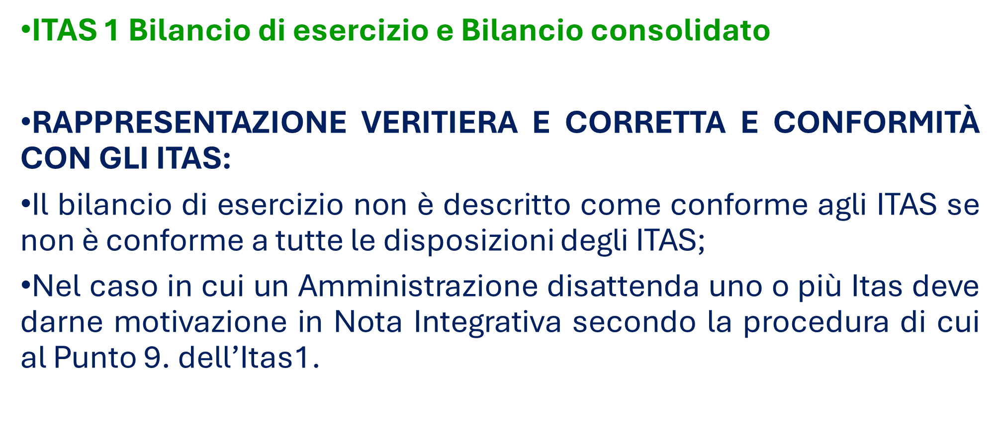 •ITAS 1 Bilancio di esercizio e Bilancio consolidato
•RAPPRESENTAZIONE VERITIERA E CORRETTA E CONFORMITÀ
CON GLI ITAS:
•Il bilancio di esercizio non è descritto come conforme agli ITAS se
non è conforme a tutte le disposizioni degli ITAS;
•Nel caso in cui un Amministrazione disattenda uno o più Itas deve
darne motivazione in Nota Integrativa secondo la procedura di cui
al Punto 9. dell’Itas1.